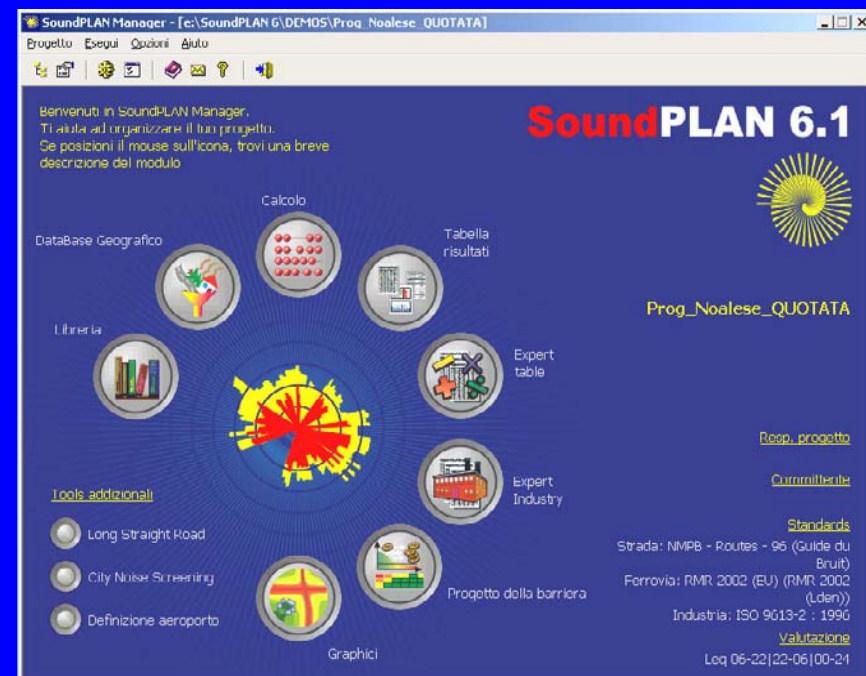 SoundPLAN Manager - [e:\SoundPLAN 6\DEMOS\Prog_Noalese_QUOTATA]
Progetto Esegui Opzioni Aiuto
Benvenuti in SoundPLAN Manager.
Ti aiuta ad organizzare il tuo progetto.
Se posizioni il mouse sull'icona, trovi una breve
descrizione del modulo
SoundPLAN 6.1
Calcolo
DataBase Geografico
Tabella
risultati
Libreria
Expert
table
Prog_Noalese_QUOTATA
Expert
Industry
Progetto della barriera
Graphici
Tools addizionali
Long Straight Road
City Noise Screening
Definizione aeroporto
Resp. progetto
Committente
Standards
Strada: NMPB - Routes - 96 (Guide du
Bruit)
Ferrovia: RMR 2002 (EU) (RMR 2002
(Lden))
Industria: ISO 9613-2 : 1996
Valutazione
Leq 06-22|22-06|00-24